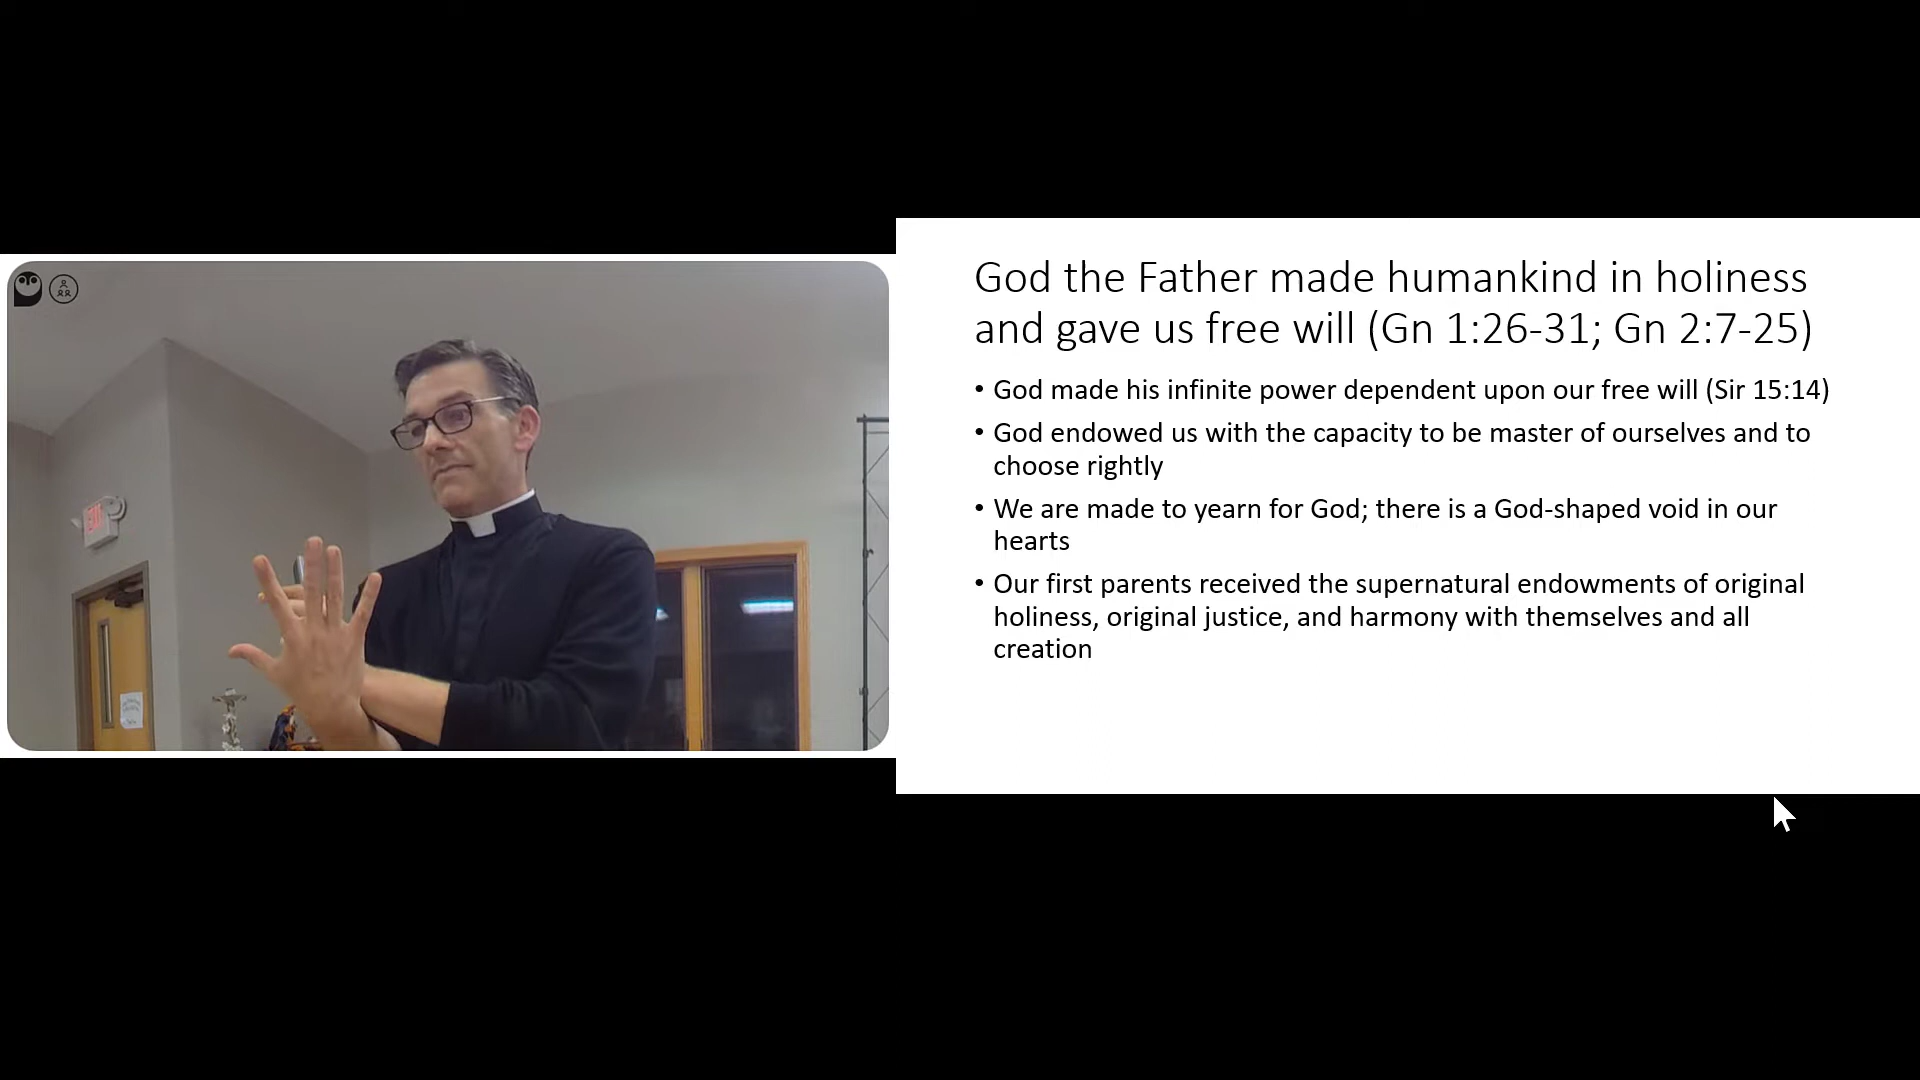 God the Father made humankind in holiness
and gave us free will (Gn 1:26-31; Gn 2:7-25)
• God made his infinite power dependent upon our free will (Sir 15:14)
• God endowed us with the capacity to be master of ourselves and to
choose rightly
• We are made to yearn for God; there is a God-shaped void in our
hearts
• Our first parents received the supernatural endowments of original
holiness, original justice, and harmony with themselves and all
creation